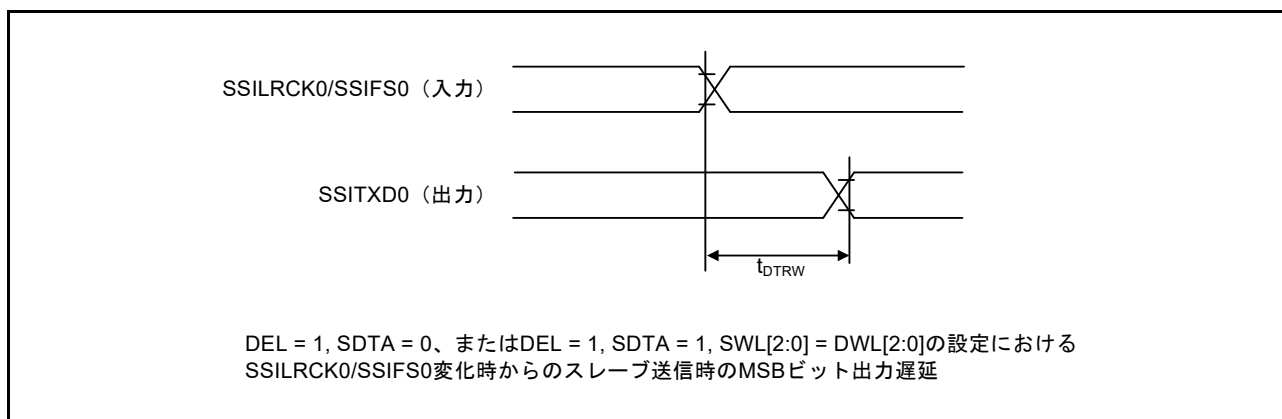 SSILRCK0/SSIFS0（入力）
SSITXD0（出力）
tDTRW
DEL = 1, SDTA = 0、またはDEL = 1, SDTA = 1, SWL[2:0] = DWL[2:0]の設定における
SSILRCK0/SSIFS0変化時からのスレーブ送信時のMSBビット出力遅延